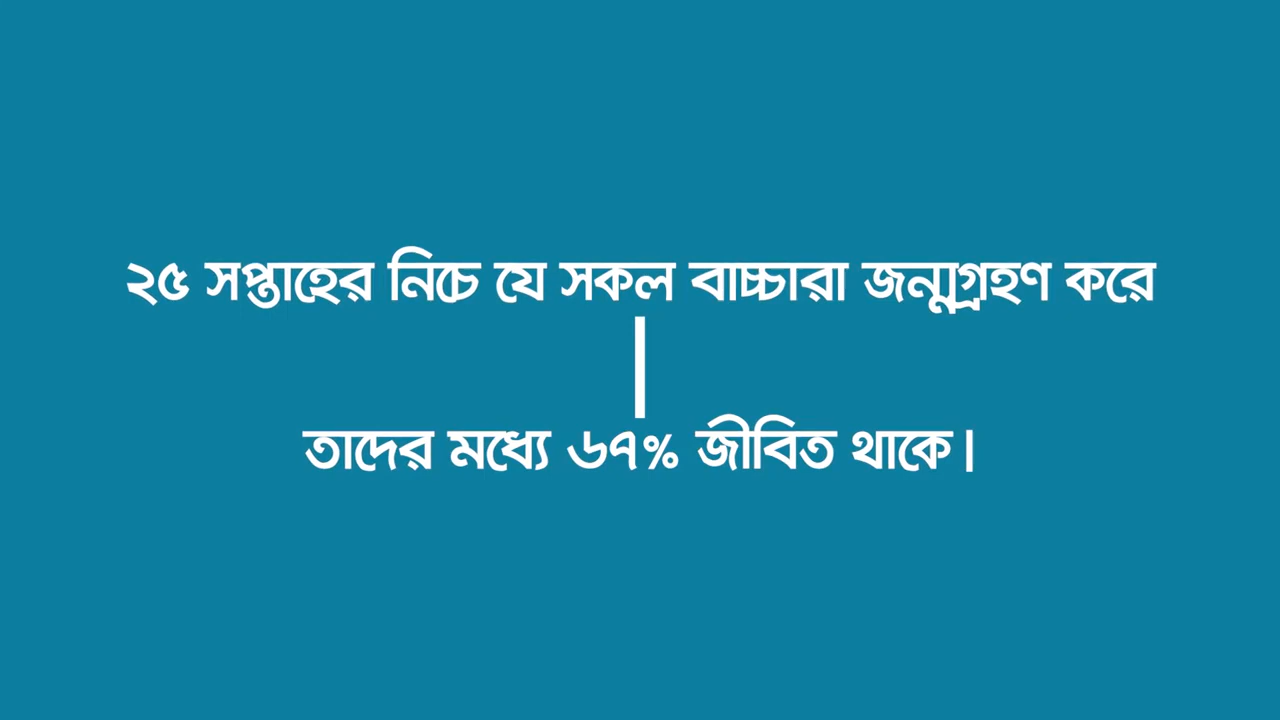 ২৫ সপ্তাহের নিচে যে সকল বাচ্চারা জন্মগ্রহণ করে
তাদের মধ্যে ৬৭% জীবিত থাকে।